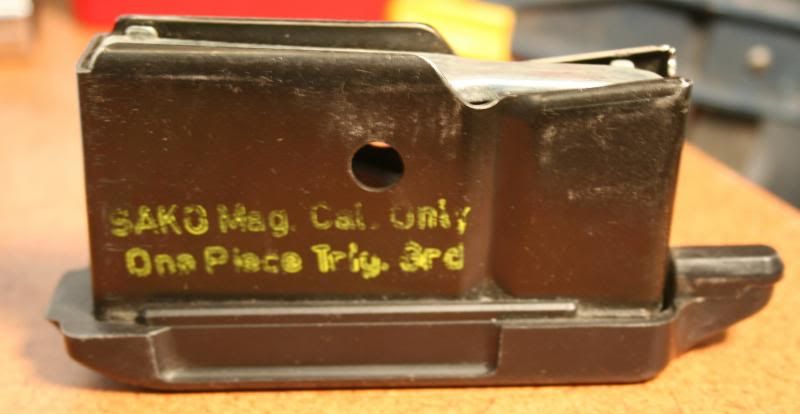 SAKO Mag. Cal. Only
One Piece Trig. 3rd